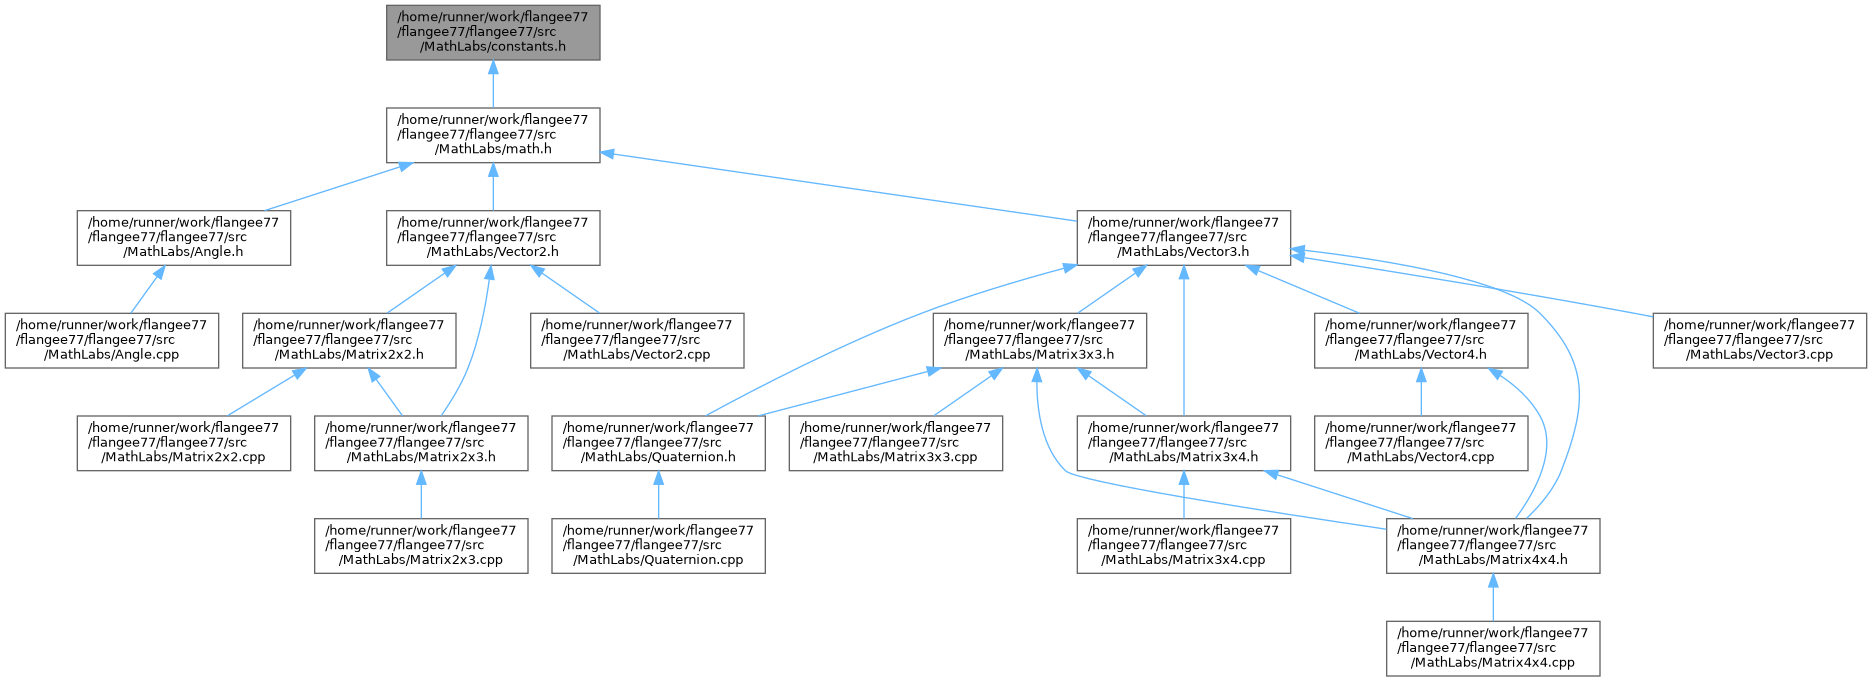 /home/runner/work/flangee77
/flangee77/flangee77/src
/MathLabs/constants.h
/home/runner/work/flangee77
/flangee77/flangee77/src
/MathLabs/math.h
/home/runner/work/flangee77
/flangee77/flangee77/src
/MathLabs/Angle.h
/home/runner/work/flangee77
/flangee77/flangee77/src
/MathLabs/Vector2.h
/home/runner/work/flangee77
/flangee77/flangee77/src
/MathLabs/Vector3.h
/home/runner/work/flangee77
/flangee77/flangee77/src
/MathLabs/Angle.cpp
/home/runner/work/flangee77
/flangee77/flangee77/src
/MathLabs/Matrix2x2.h
/home/runner/work/flangee77
/flangee77/flangee77/src
/MathLabs/Vector2.cpp
/home/runner/work/flangee77
/flangee77/flangee77/src
/MathLabs/Matrix3x3.h
/home/runner/work/flangee77
/flangee77/flangee77/src
/MathLabs/Vector4.h
/home/runner/work/flangee77
/flangee77/flangee77/src
/MathLabs/Vector3.cpp
/home/runner/work/flangee77
/flangee77/flangee77/src
/MathLabs/Matrix2x2.cpp
/home/runner/work/flangee77
/flangee77/flangee77/src
/MathLabs/Matrix2x3.h
/home/runner/work/flangee77
/flangee77/flangee77/src
/MathLabs/Quaternion.h
/home/runner/work/flangee77
/flangee77/flangee77/src
/MathLabs/Matrix3x3.cpp
/home/runner/work/flangee77
/flangee77/flangee77/src
/MathLabs/Matrix3x4.h
/home/runner/work/flangee77
/flangee77/flangee77/src
/MathLabs/Vector4.cpp
/home/runner/work/flangee77
/flangee77/flangee77/src
/MathLabs/Matrix2x3.cpp
/home/runner/work/flangee77
/flangee77/flangee77/src
/MathLabs/Quaternion.cpp
/home/runner/work/flangee77
/flangee77/flangee77/src
/MathLabs/Matrix3x4.cpp
/home/runner/work/flangee77
/flangee77/flangee77/src
/MathLabs/Matrix4x4.h
/home/runner/work/flangee77
/flangee77/flangee77/src
/MathLabs/Matrix4x4.cpp